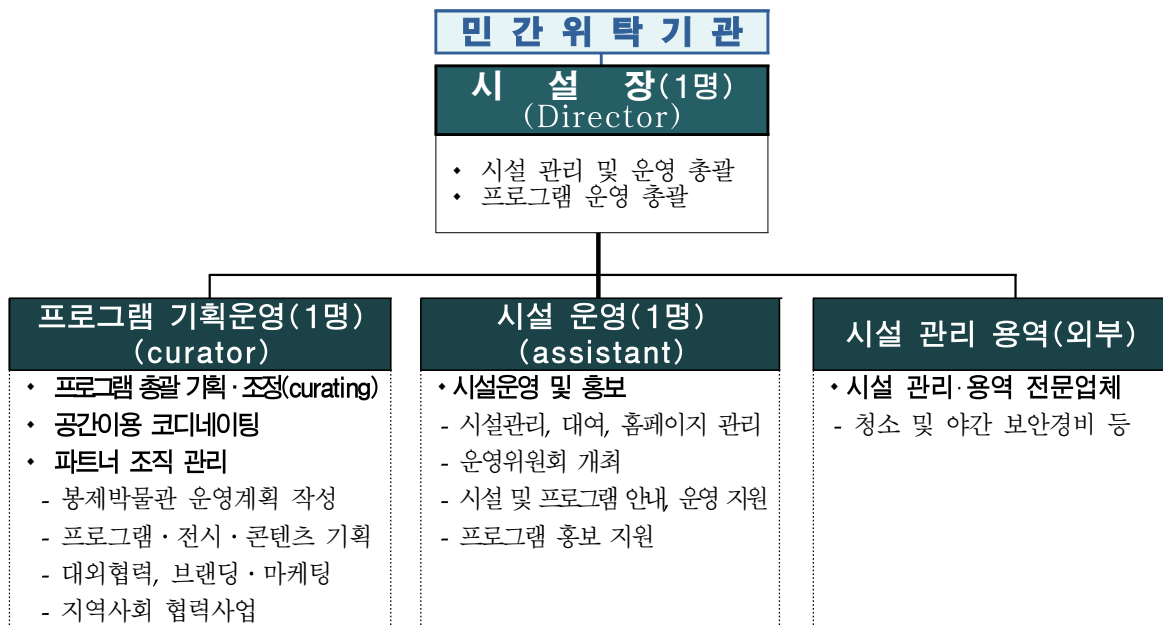 민 간 위 탁 기 관
시 설 장(1명)
(Director)
• 시설 관리 및 운영 총괄
• 프로그램 운영 총괄
프로그램 기획운영(1명)
(curator)
• 프로그램 총괄 기획·조정(curating)
• 공간이용 코디네이팅
• 파트너 조직 관리
- 봉제박물관 운영계획 작성
- 프로그램·전시·콘텐츠 기획
- 대외협력, 브랜딩·마케팅
- 지역사회 협력사업
시설 운영(1명)
(assistant)
• 시설운영 및 홍보
- 시설관리, 대여, 홈페이지 관리
- 운영위원회 개최
- 시설 및 프로그램 안내, 운영 지원
- 프로그램 홍보 지원
시설 관리 용역(외부)
• 시설 관리·용역 전문업체
- 청소 및 야간 보안경비 등